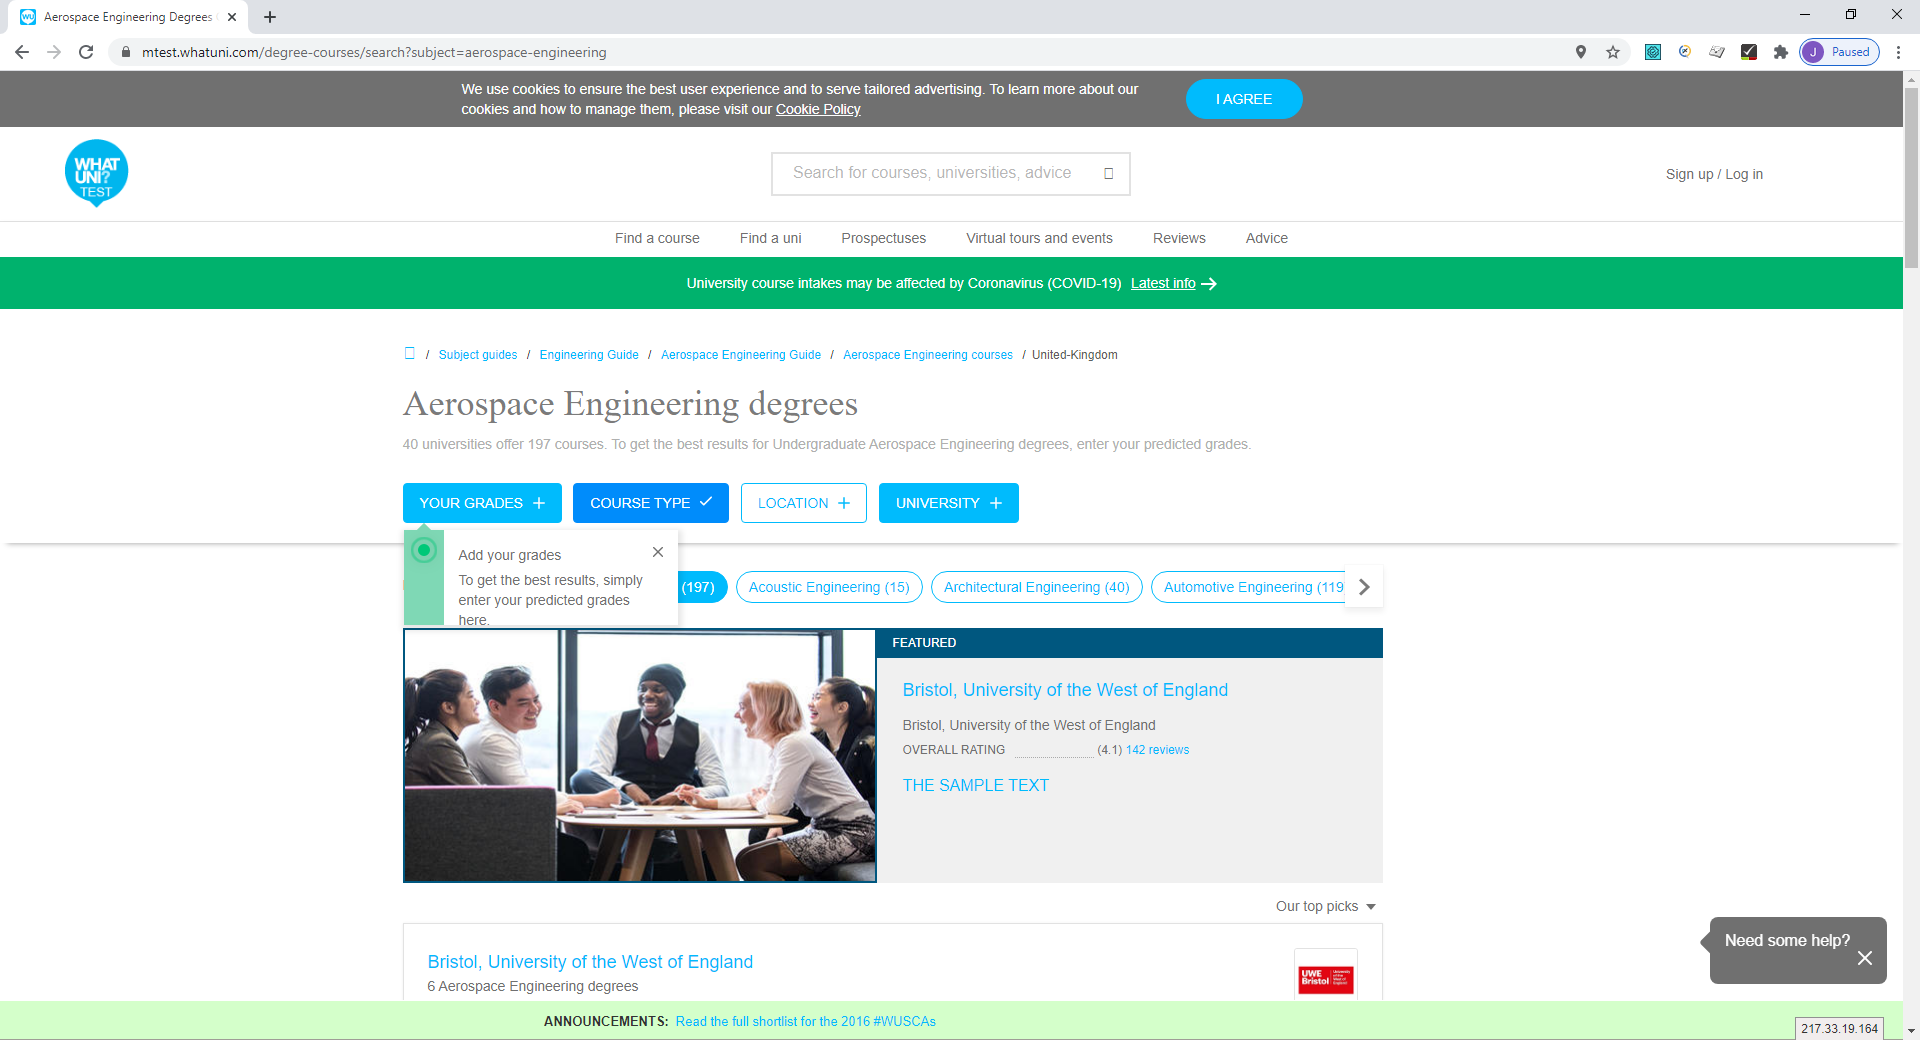 Aerospace Engineering Degrees
mtest.whatuni.com/degree-courses/search?subject=aerospace-engineering
J Paused
We use cookies to ensure the best user experience and to serve tailored advertising. To learn more about our
cookies and how to manage them, please visit our Cookie Policy
I AGREE
WHAT
UNI?
TEST
Search for courses, universities, advice
Sign up / Log in
Find a course Find a uni Prospectuses Virtual tours and events Reviews Advice
University course intakes may be affected by Coronavirus (COVID-19) Latest info
/ Subject guides / Engineering Guide / Aerospace Engineering Guide / Aerospace Engineering courses / United-Kingdom
Aerospace Engineering degrees
40 universities offer 197 courses. To get the best results for Undergraduate Aerospace Engineering degrees, enter your predicted grades.
YOUR GRADES COURSE TYPE LOCATION UNIVERSITY
Add your grades
To get the best results, simply
enter your predicted grades
here.
(197) Acoustic Engineering (15) Architectural Engineering (40) Automotive Engineering (119
FEATURED
Bristol, University of the West of England
Bristol, University of the West of England
OVERALL RATING (4.1) 142 reviews
THE SAMPLE TEXT
Our top picks
Bristol, University of the West of England
6 Aerospace Engineering degrees
UWE
Bristol
Need some help?
ANNOUNCEMENTS: Read the full shortlist for the 2016 #WUSCAs
217.33.19.164